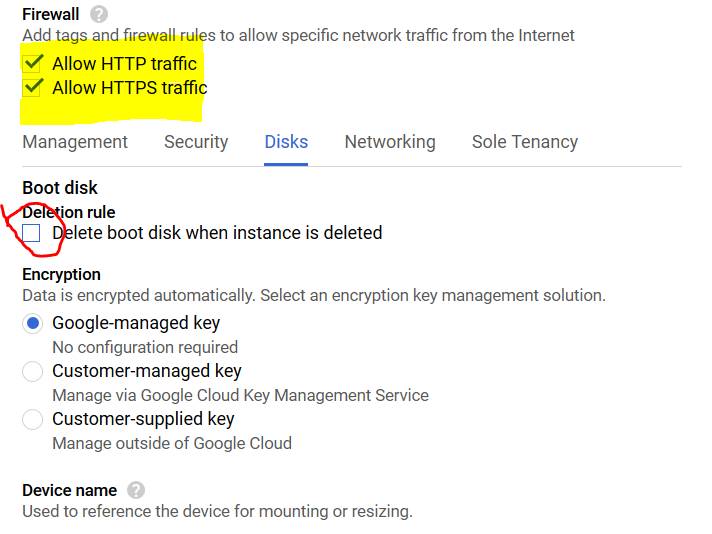 Firewall ?
Add tags and firewall rules to allow specific network traffic from the Internet
Allow HTTP traffic
Allow HTTPS traffic
Management Security Disks Networking Sole Tenancy
Boot disk
Deletion rule
Delete boot disk when instance is deleted
Encryption
Data is encrypted automatically. Select an encryption key management solution.
Google-managed key
No configuration required
Customer-managed key
Manage via Google Cloud Key Management Service
Customer-supplied key
Manage outside of Google Cloud
Device name ?
Used to reference the device for mounting or resizing.